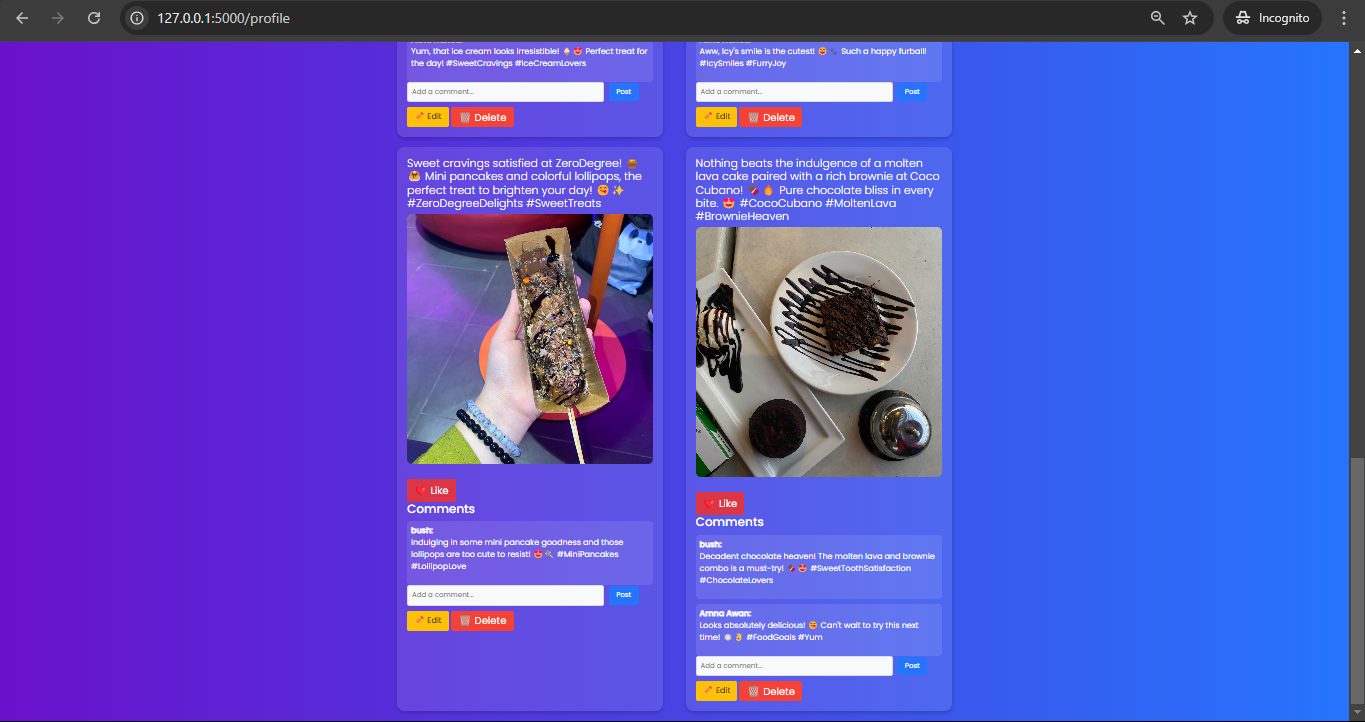 127.0.0.1:5000/profile
Incognito
Yum, that ice cream looks irresistible! 🍦😍 Perfect treat for
the day! #SweetCravings #IceCreamLovers
Add a comment...
Post
Edit
Delete
Aww, Icy's smile is the cutest! 😊🐾 Such a happy furball!
#IcySmiles #FurryJoy
Add a comment...
Post
Edit
Delete
Sweet cravings satisfied at ZeroDegree! 🍮
🥞 Mini pancakes and colorful lollipops, the
perfect treat to brighten your day! 😋✨
#ZeroDegreeDelights #SweetTreats
Like
Comments
bush:
Indulging in some mini pancake goodness and those
lollipops are too cute to resist! 😍🍭 #MiniPancakes
#LollipopLove
Add a comment...
Post
Edit
Delete
Nothing beats the indulgence of a molten
lava cake paired with a rich brownie at Coco
Cubano! 🍫🔥 Pure chocolate bliss in every
bite. 😍 #CocoCubano #MoltenLava
#BrownieHeaven
Like
Comments
bush:
Decadent chocolate heaven! The molten lava and brownie
combo is a must-try! 🍫🤩 #SweetToothSatisfaction
#ChocolateLovers
Amna Awan:
Looks absolutely delicious! 😋 Can't wait to try this next
time! 🍽️👌 #FoodGoals #Yum
Add a comment...
Post
Edit
Delete